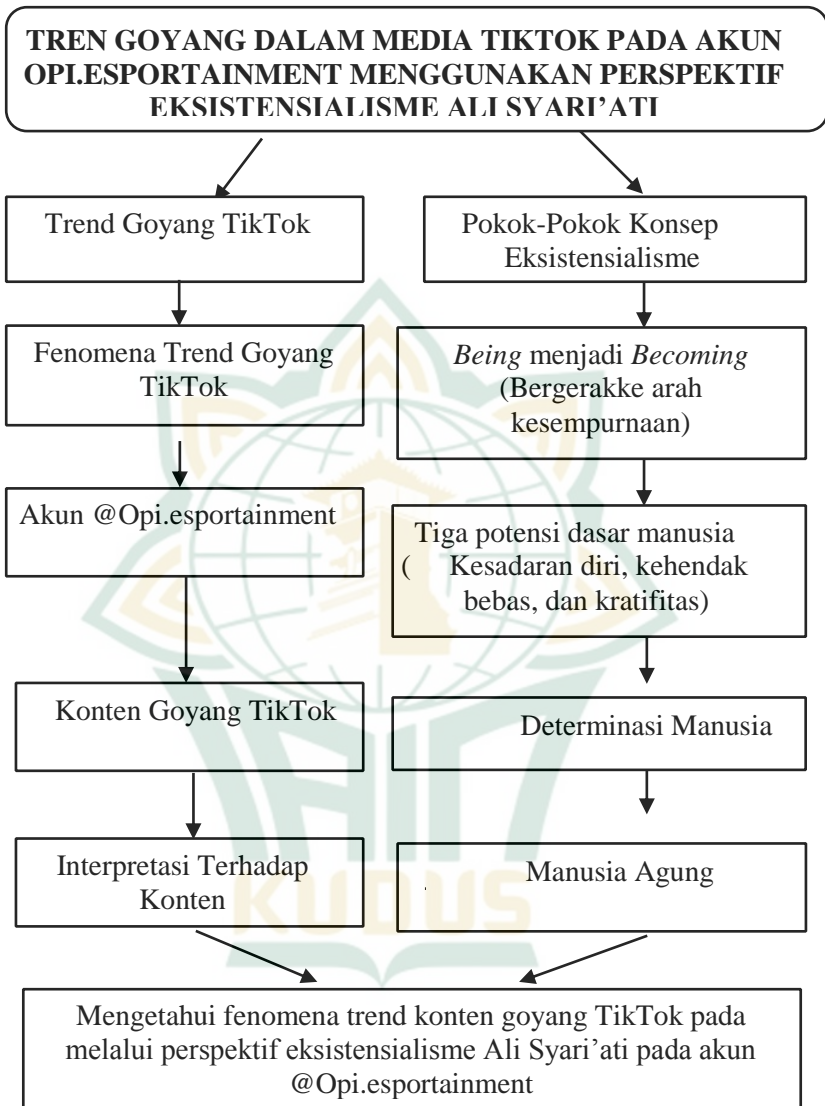 TREN GOYANG DALAM MEDIA TIKTOK PADA AKUN
OPI.ESPORTAINMENT MENGGUNAKAN PERSPEKTIF
EKSISTENSIALISME ALI SYARI’ATI
Trend Goyang TikTok
Fenomena Trend Goyang
TikTok
Akun @Opi.esportainment
Konten Goyang TikTok
Interpretasi Terhadap
Konten
Pokok-Pokok Konsep
Eksistensialisme
Being menjadi Becoming
(Bergerakke arah
kesempurnaan)
Tiga potensi dasar manusia
( Kesadaran diri, kehendak
bebas, dan kratifitas)
Determinasi Manusia
Manusia Agung
Mengetahui fenomena trend konten goyang TikTok pada
melalui perspektif eksistensialisme Ali Syari’ati pada akun
@Opi.esportainment
IAIN
KUDUS